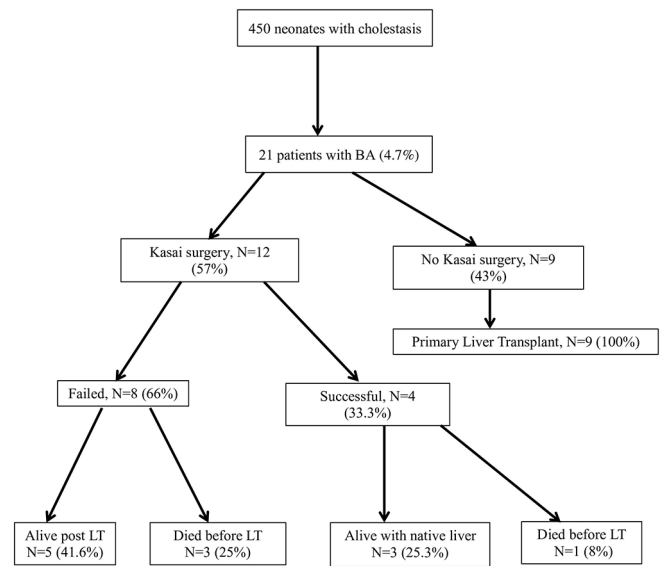 450 neonates with cholestasis
21 patients with BA (4.7%)
Kasai surgery, N=12
(57%)
No Kasai surgery, N=9
(43%)
Primary Liver Transplant, N=9 (100%)
Failed, N=8 (66%)
Successful, N=4
(33.3%)
Alive post LT
N=5 (41.6%)
Died before LT
N=3 (25%)
Alive with native liver
N=3 (25.3%)
Died before LT
N=1 (8%)